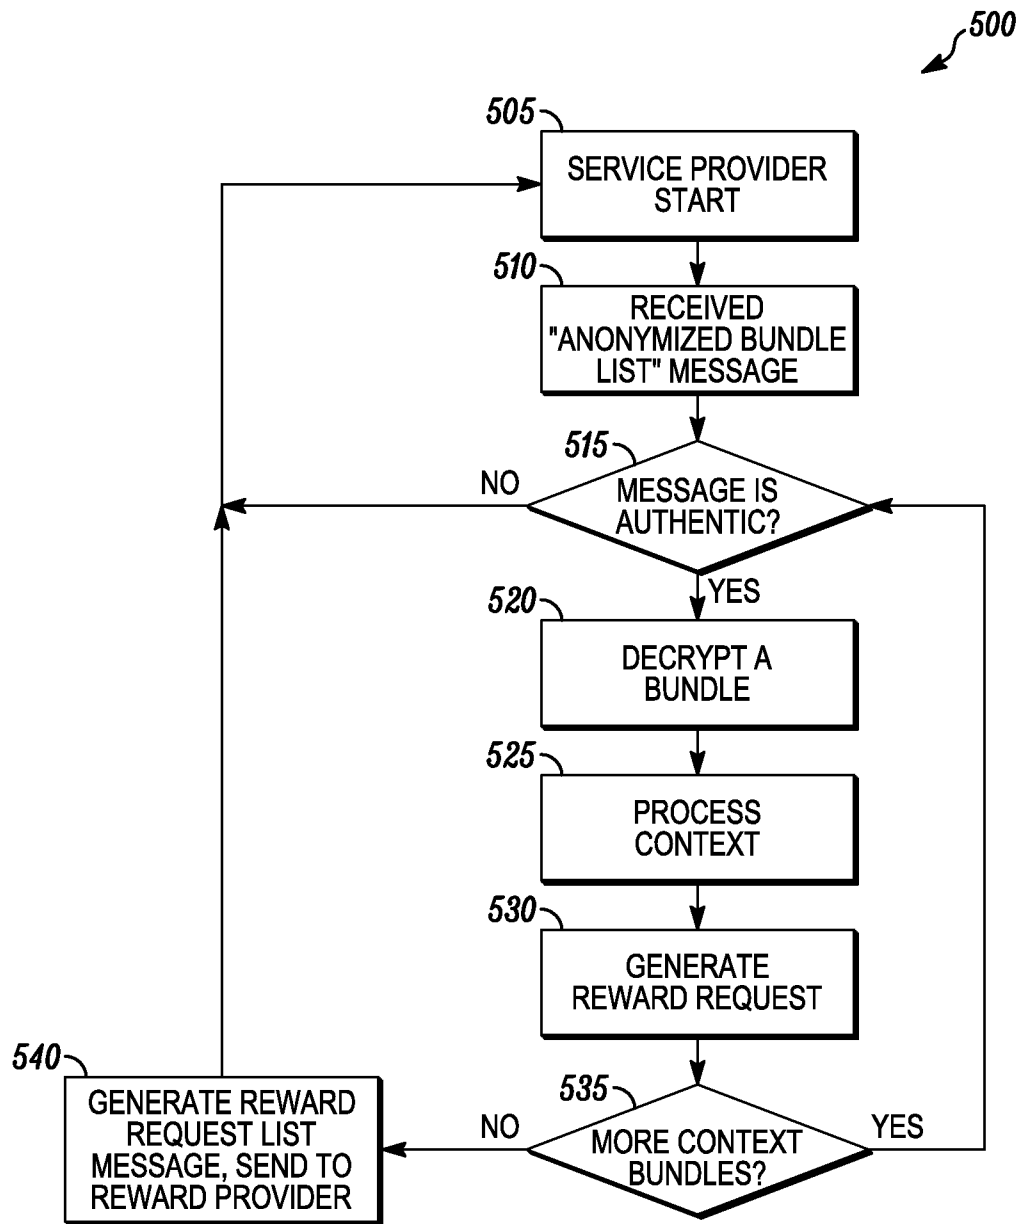 500
505
SERVICE PROVIDER
START
510
RECEIVED
"ANONYMIZED BUNDLE
LIST" MESSAGE
515
NO
MESSAGE IS
AUTHENTIC?
YES
520
DECRYPT A
BUNDLE
525
PROCESS
CONTEXT
530
GENERATE
REWARD REQUEST
540
GENERATE REWARD
REQUEST LIST
MESSAGE, SEND TO
REWARD PROVIDER
NO
535
MORE CONTEXT
BUNDLES?
YES